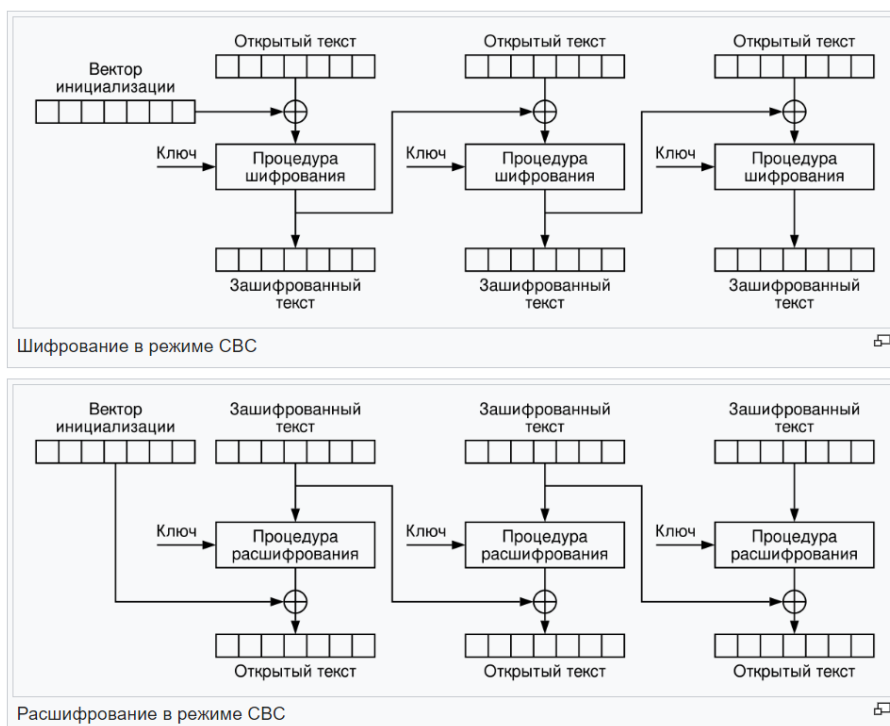 Открытый текст
Открытый текст
Открытый текст
Вектор
инициализации
Ключ
Процедура
шифрования
Ключ
Процедура
шифрования
Ключ
Процедура
шифрования
Зашифрованный
текст
Зашифрованный
текст
Зашифрованный
текст
Шифрование в режиме CBC
Вектор
инициализации
Зашифрованный
текст
Зашифрованный
текст
Зашифрованный
текст
Ключ
Процедура
расшифрования
Ключ
Процедура
расшифрования
Ключ
Процедура
расшифрования
Открытый текст
Открытый текст
Открытый текст
Расшифрование в режиме CBC